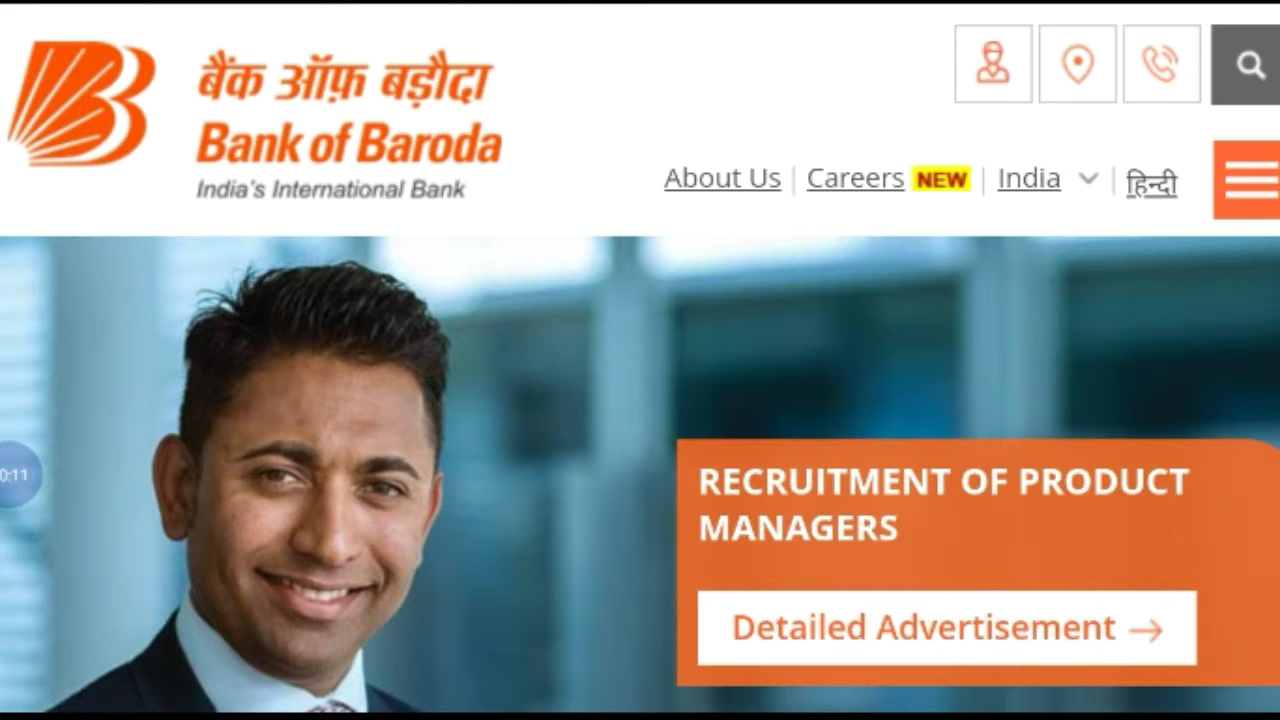 बैंक ऑफ़ बड़ौदा
Bank of Baroda
India's International Bank
About Us | Careers NEW | India | हिन्दी
0:11
RECRUITMENT OF PRODUCT
MANAGERS
Detailed Advertisement →